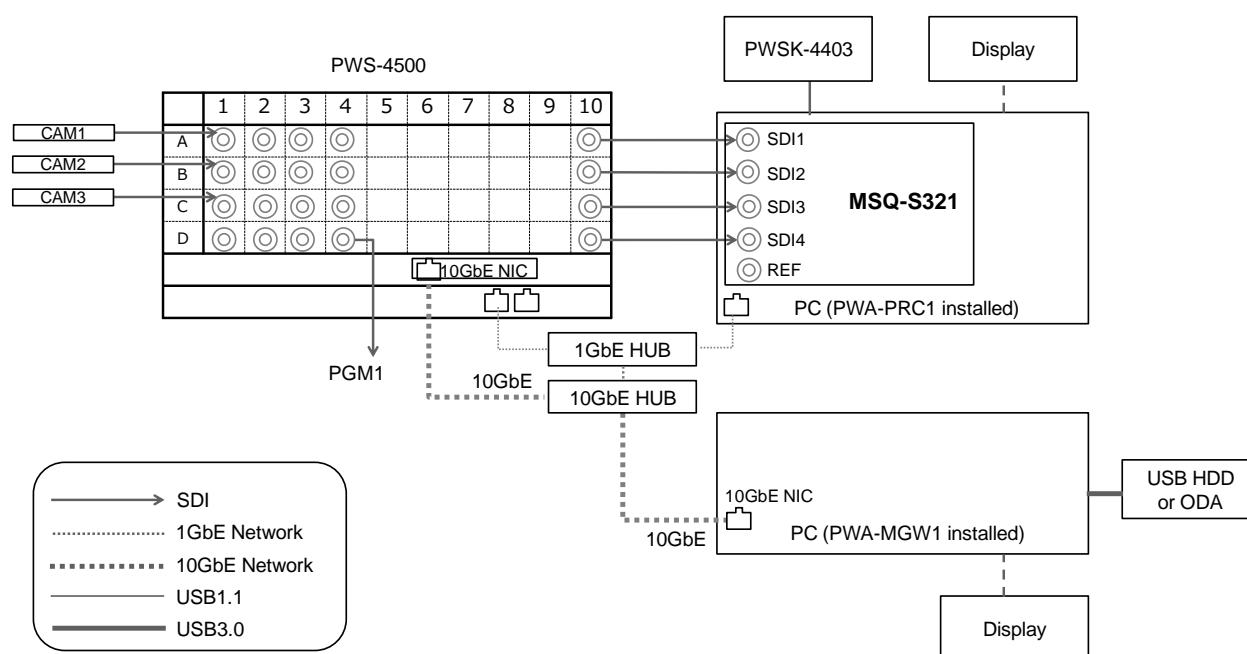 PWS-4500
PWSK-4403
Display
1 2 3 4 5 6 7 8 9 10
CAM1
A
CAM2
B
CAM3
C
D
10GbE NIC
SDI1
SDI2
SDI3
SDI4
REF
MSQ-S321
PC (PWA-PRC1 installed)
PGM1
1GbE HUB
10GbE
10GbE HUB
10GbE NIC
10GbE
PC (PWA-MGW1 installed)
USB HDD
or ODA
Display
SDI
1GbE Network
10GbE Network
USB1.1
USB3.0